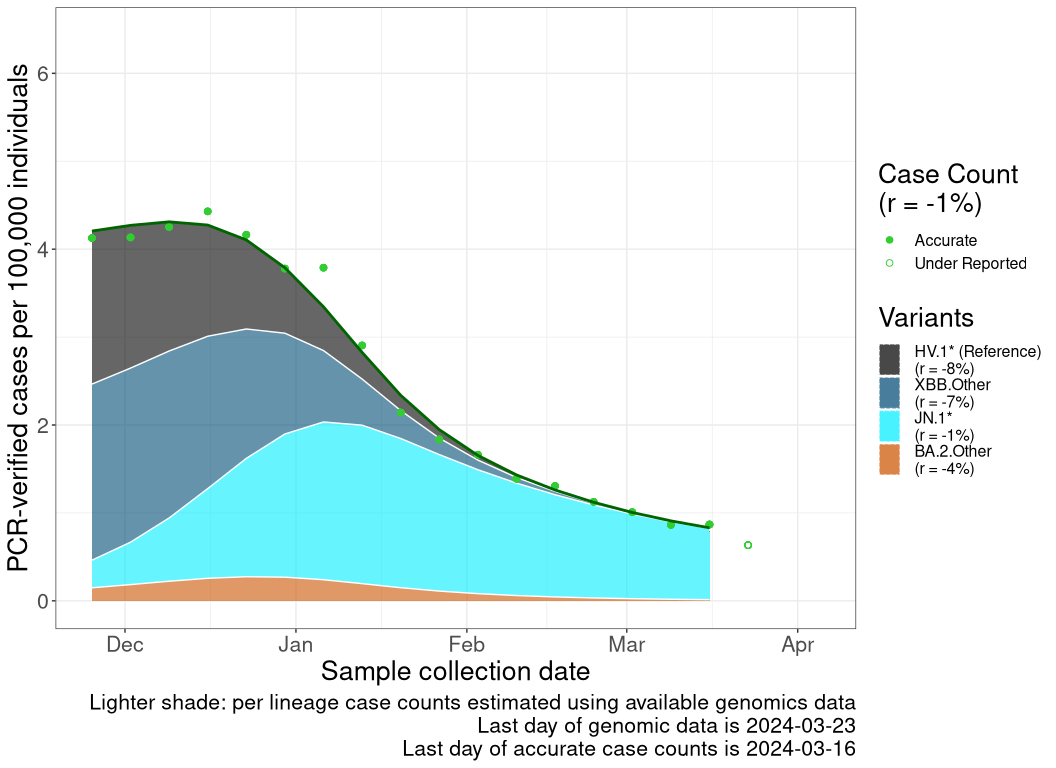 PCR-verified cases per 100,000 individuals
6
4
2
0
Dec Jan Feb Mar Apr
Sample collection date
Lighter shade: per lineage case counts estimated using available genomics data
Last day of genomic data is 2024-03-23
Last day of accurate case counts is 2024-03-16
Case Count
(r = -1%)
Accurate
Under Reported
Variants
HV.1* (Reference)
(r = -8%)
XBB.Other
(r = -7%)
JN.1*
(r = -1%)
BA.2.Other
(r = -4%)